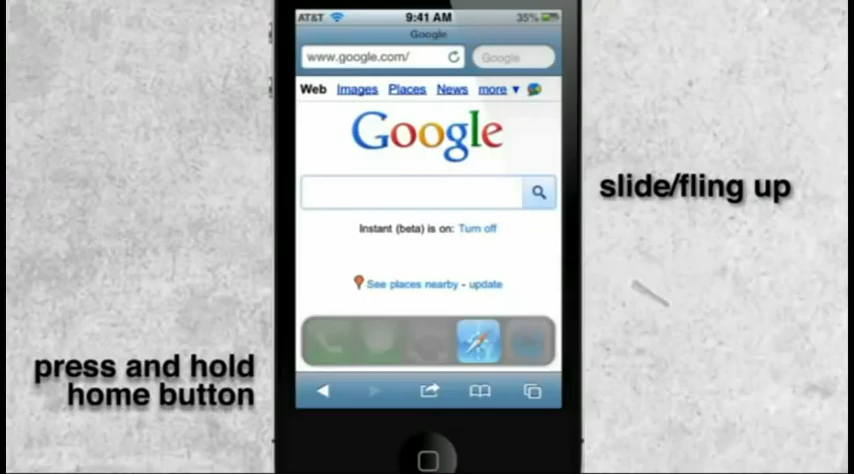 AT&T 9:41 AM 35%
Google
www.google.com/ Google
Web Images Places News more ▼
Google
slide/fling up
Instant (beta) is on: Turn off
See places nearby - update
press and hold
home button